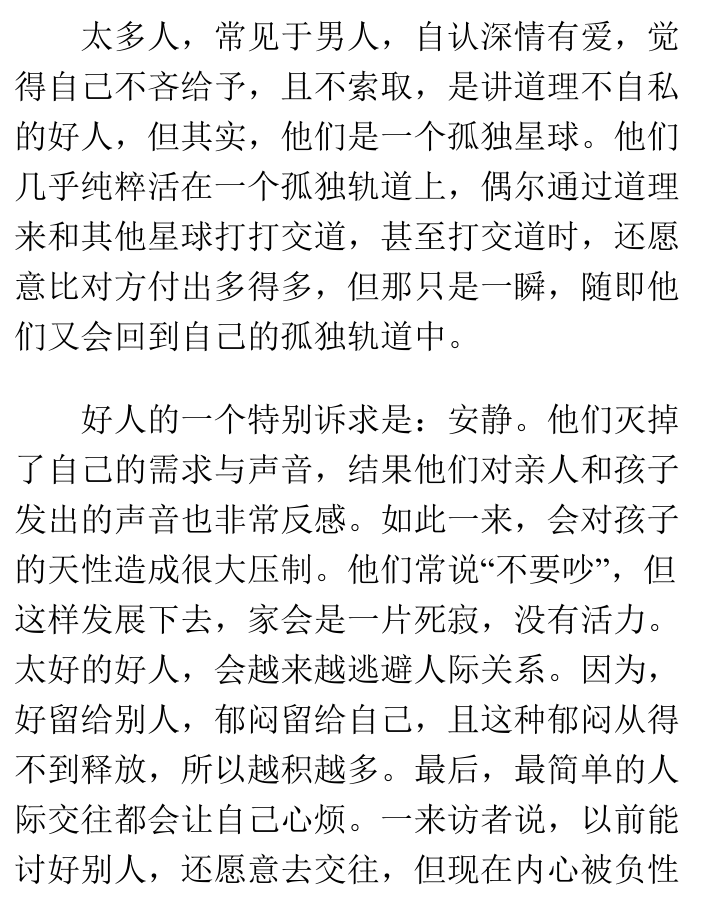 太多人，常见于男人，自认深情有爱，觉
得自己不吝给予，且不索取，是讲道理不自私
的好人，但其实，他们是一个孤独星球。他们
几乎纯粹活在一个孤独轨道上，偶尔通过道理
来和其他星球打打交道，甚至打交道时，还愿
意比对方付出多得多，但那只是一瞬，随即他
们又会回到自己的孤独轨道中。
好人的一个特别诉求是：安静。他们灭掉
了自己的需求与声音，结果他们对亲人和孩子
发出的声音也非常反感。如此一来，会对孩子
的天性造成很大压制。他们常说“不要吵”，但
这样发展下去，家会是一片死寂，没有活力。
太好的好人，会越来越逃避人际关系。因为，
好留给别人，郁闷留给自己，且这种郁闷从得
不到释放，所以越积越多。最后，最简单的人
际交往都会让自己心烦。一来访者说，以前能
讨好别人，还愿意去交往，但现在内心被负性